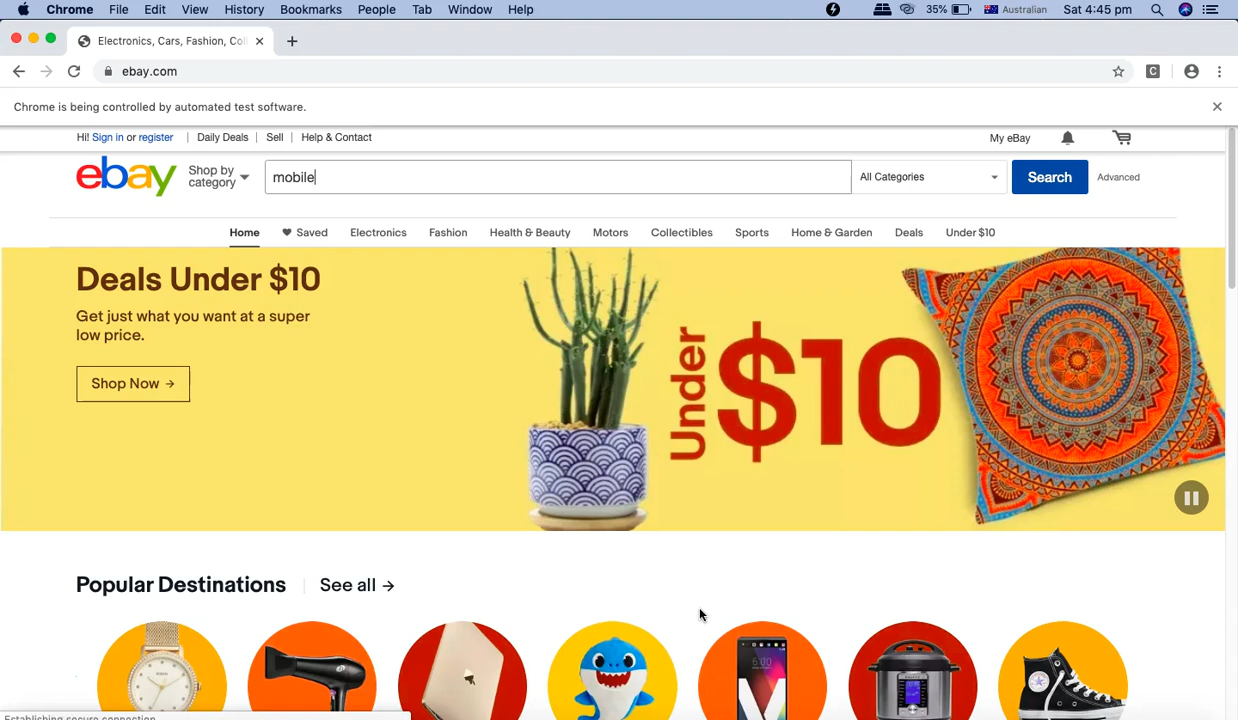 Chrome File Edit View History Bookmarks People Tab Window Help 35% Australian Sat 4:45 pm
Electronics, Cars, Fashion, Col
ebay.com
Chrome is being controlled by automated test software.
Hi! Sign in or register | Daily Deals | Sell | Help & Contact My eBay
ebay Shop by category mobile All Categories Search Advanced
Home Saved Electronics Fashion Health & Beauty Motors Collectibles Sports Home & Garden Deals Under $10
Deals Under $10
Get just what you want at a super
low price.
Shop Now →
Under $10
Popular Destinations | See all →
6:00
Establishing secure connection